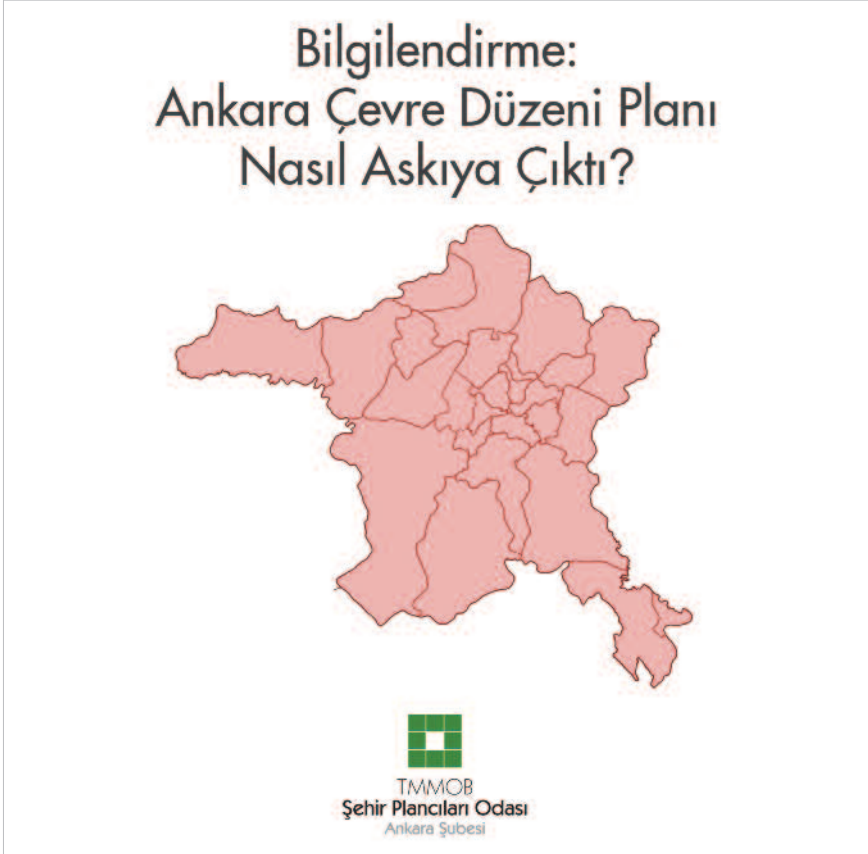 Bilgilendirme:
Ankara Çevre Düzeni Planı
Nasıl Askıya Çıktı?
TMMOB
Şehir Plancıları Odası
Ankara Şubesi